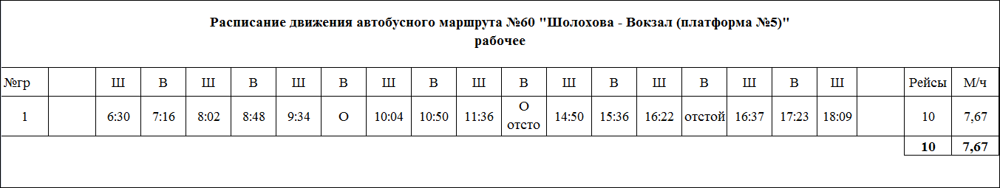 Расписание движения автобусного маршрута №60 "Шолохова - Вокзал (платформа №5)"
рабочее
№гр Ш В Ш В Ш В Ш В Ш В Ш В Ш В Ш В Ш Рейсы М/ч
1 6:30 7:16 8:02 8:48 9:34 О 10:04 10:50 11:36 О отсто 14:50 15:36 16:22 отстой 16:37 17:23 18:09 10 7,67
10 7,67